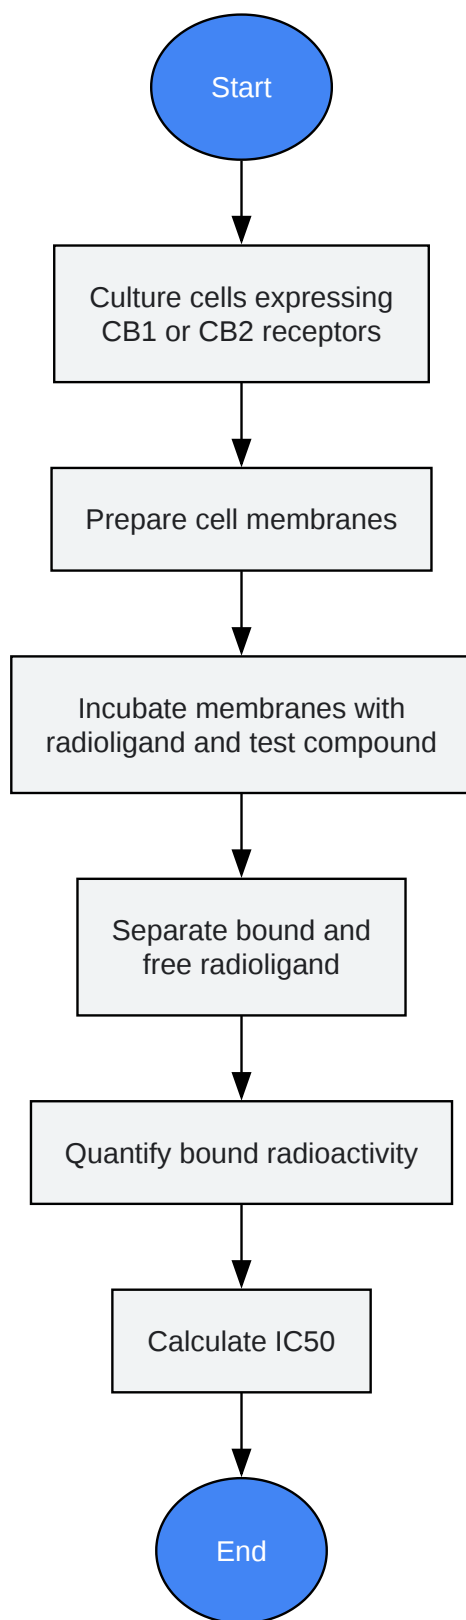 Start
Culture cells expressing
CB1 or CB2 receptors
Prepare cell membranes
Incubate membranes with
radioligand and test compound
Separate bound and
free radioligand
Quantify bound radioactivity
Calculate IC50
End